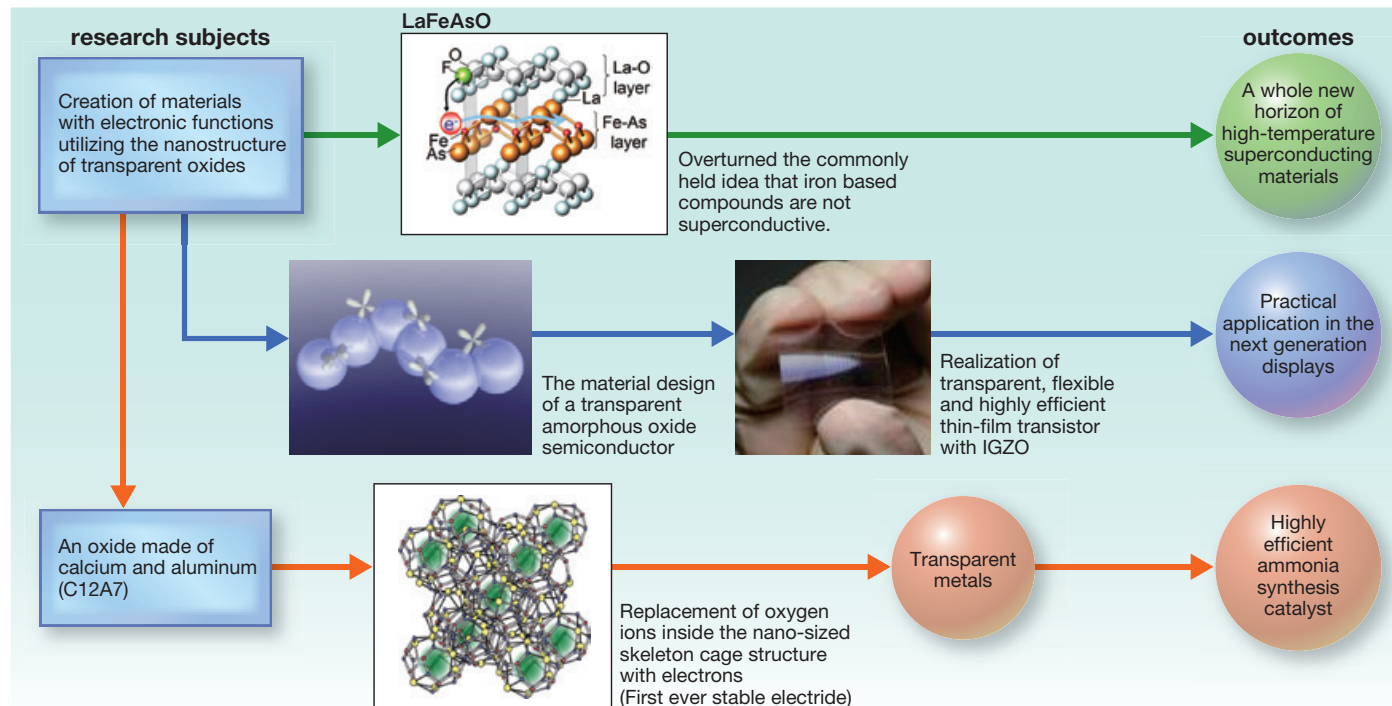 research subjects
LaFeAsO
outcomes
Creation of materials
with electronic functions
utilizing the nanostructure
of transparent oxides
O
F
La-O
layer
La
e-
Fe
As
Fe-As
layer
Overturned the commonly
held idea that iron based
compounds are not
superconductive.
A whole new
horizon of
high-temperature
superconducting
materials
The material design
of a transparent
amorphous oxide
semiconductor
Realization of
transparent, flexible
and highly efficient
thin-film transistor
with IGZO
Practical
application in the
next generation
displays
An oxide made of
calcium and aluminum
(C12A7)
Replacement of oxygen
ions inside the nano-sized
skeleton cage structure
with electrons
(First ever stable electride)
Transparent
metals
Highly
efficient
ammonia
synthesis
catalyst